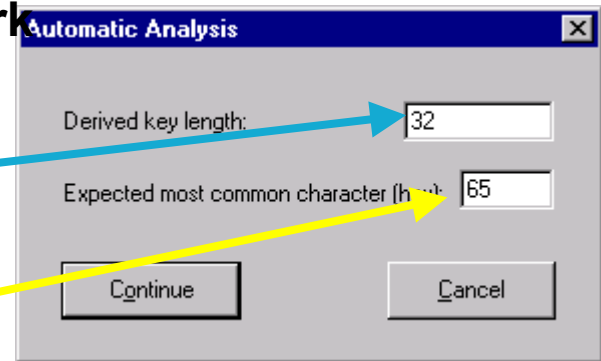 rk
Automatic Analysis
Derived key length: 32
Expected most common character 65
Continue Cancel